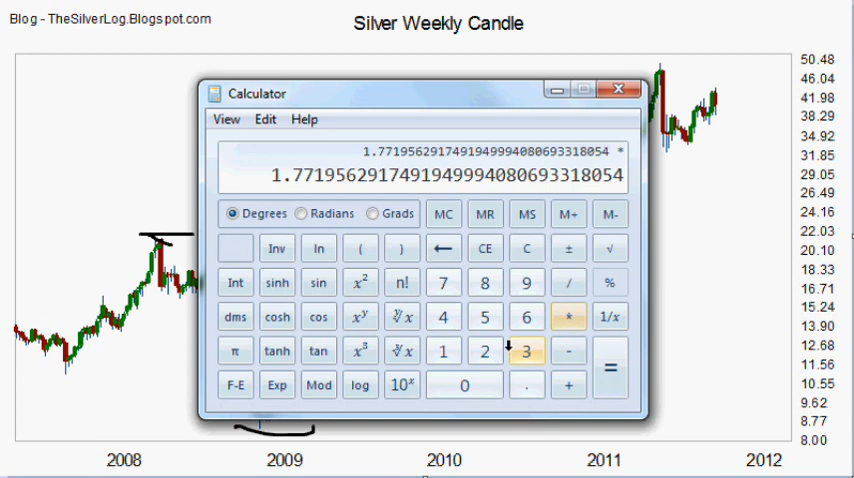 Blog - TheSilverLog.Blogspot.com
Silver Weekly Candle
Calculator
View Edit Help
1.7719562917491949994080693318054 *
1.7719562917491949994080693318054
Degrees Radians Grads MC MR MS M+ M-
Inv ln ( ) ← CE C ± √
Int sinh sin x² n! 7 8 9 / %
dms cosh cos xʸ ʸ√x 4 5 6 * 1/x
π tanh tan x³ ³√x 1 2 3 - =
F-E Exp Mod log 10ˣ 0 . +
50.48
46.04
41.98
38.29
34.92
31.85
29.05
26.49
24.16
22.03
20.10
18.33
16.71
15.24
13.90
12.68
11.56
10.55
9.62
8.77
8.00
2008 2009 2010 2011 2012